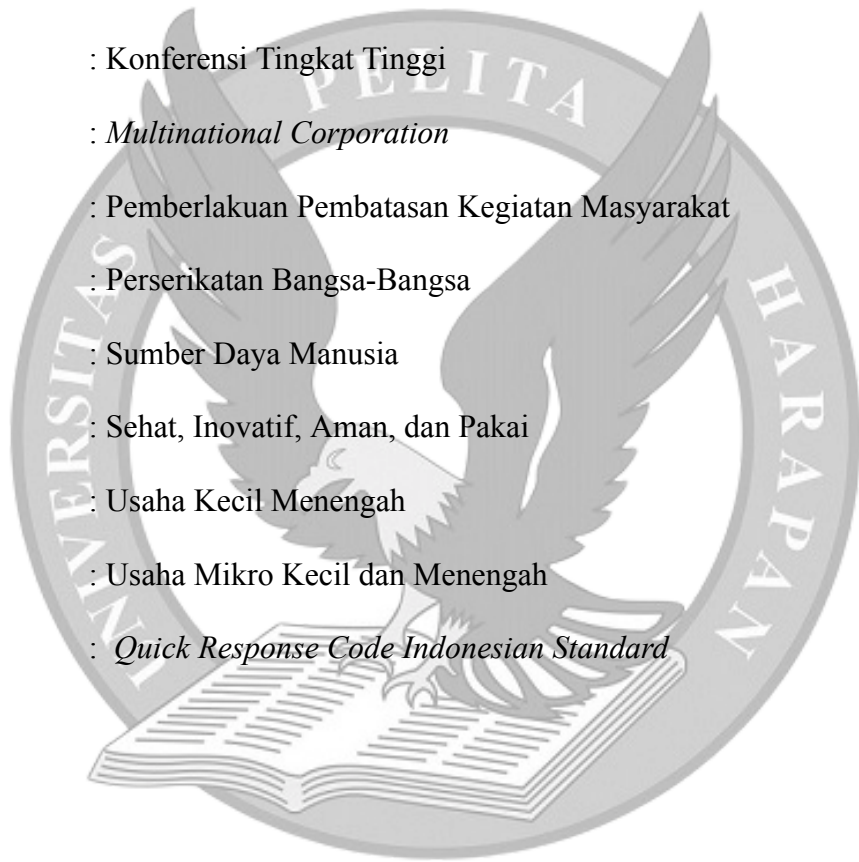 : Konferensi Tingkat Tinggi
: Multinational Corporation
: Pemberlakuan Pembatasan Kegiatan Masyarakat
: Perserikatan Bangsa-Bangsa
: Sumber Daya Manusia
: Sehat, Inovatif, Aman, dan Pakai
: Usaha Kecil Menengah
: Usaha Mikro Kecil dan Menengah
: Quick Response Code Indonesian Standard
UNIVERSITAS PELITA HARAPAN